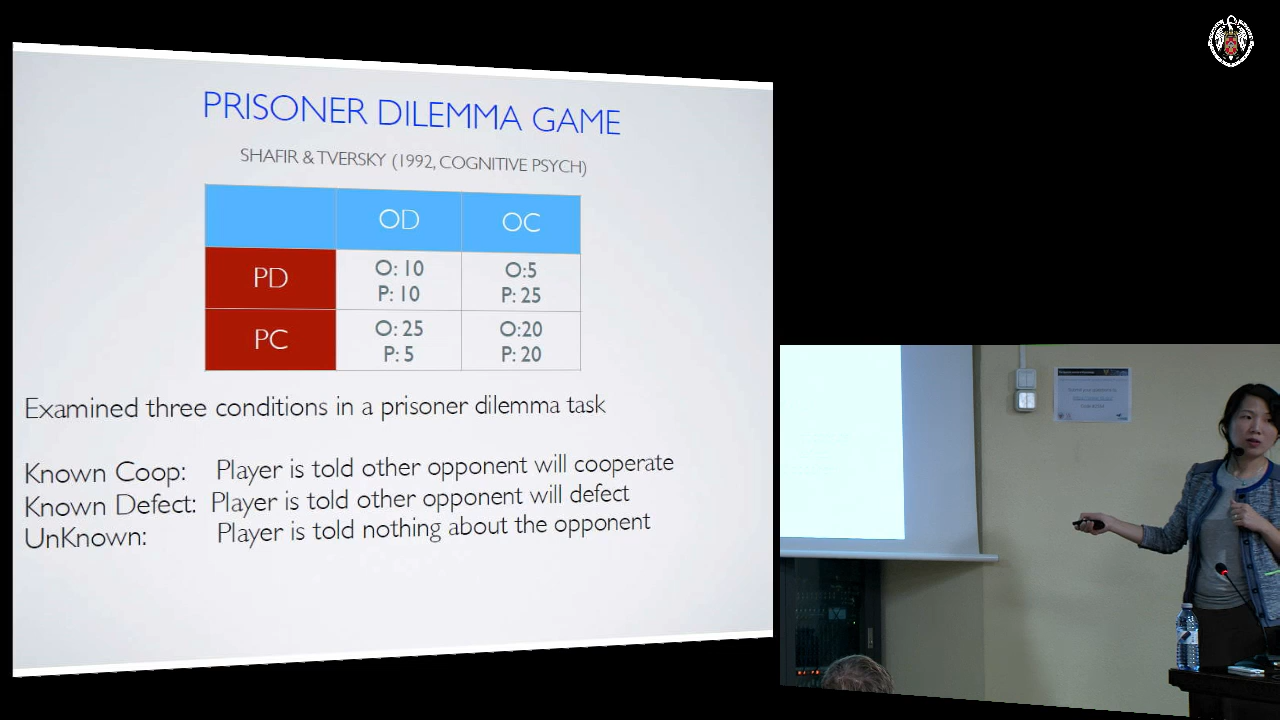 PRISONER DILEMMA GAME
SHAFIR & TVERSKY (1992, COGNITIVE PSYCH)
OD OC
PD O: 10 O:5
P: 10 P: 25
PC O: 25 O:20
P: 5 P: 20
Examined three conditions in a prisoner dilemma task
Known Coop: Player is told other opponent will cooperate
Known Defect: Player is told other opponent will defect
UnKnown: Player is told nothing about the opponent